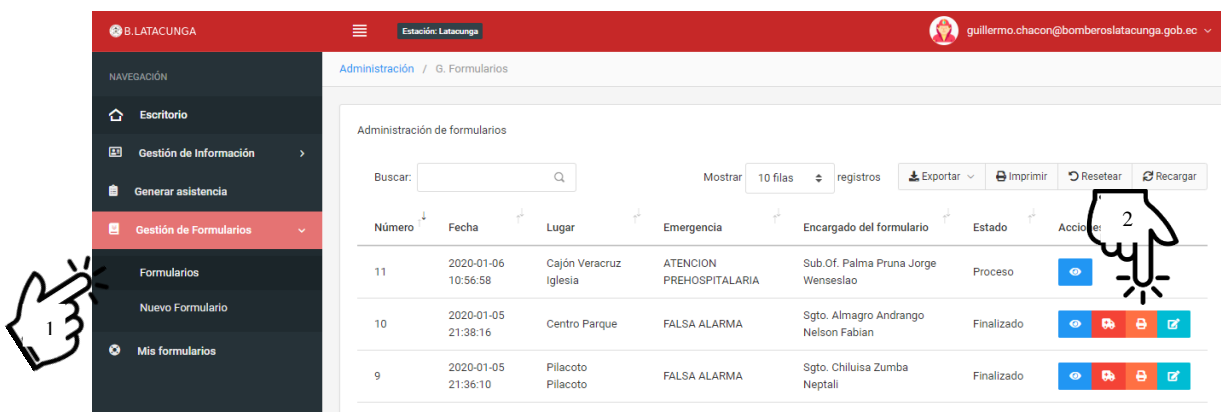 B.LATACUNGA
Estación: Latacunga
guillermo.chacon@bomberoslatacunga.gob.ec
NAVEGACIÓN
Administración / G. Formularios
Escritorio
Gestión de Información
Generar asistencia
Gestión de Formularios
Formularios
Nuevo Formulario
Mis formularios
1
Administración de formularios
Buscar:
Mostrar 10 filas registros
Exportar
Imprimir
Resetear
Recargar
2
Número Fecha Lugar Emergencia Encargado del formulario Estado
11 2020-01-06 Cajón Veracruz ATENCION Sub.Of. Palma Pruna Jorge Proceso
10:56:58 Iglesia PREHOSPITALARIA Wenseslao
10 2020-01-05 Centro Parque FALSA ALARMA Sgto. Almagro Andrango Finalizado
21:38:16 Nelson Fabian
9 2020-01-05 Pilacoto FALSA ALARMA Sgto. Chiluisa Zumba Finalizado
21:36:10 Pilacoto Neptali